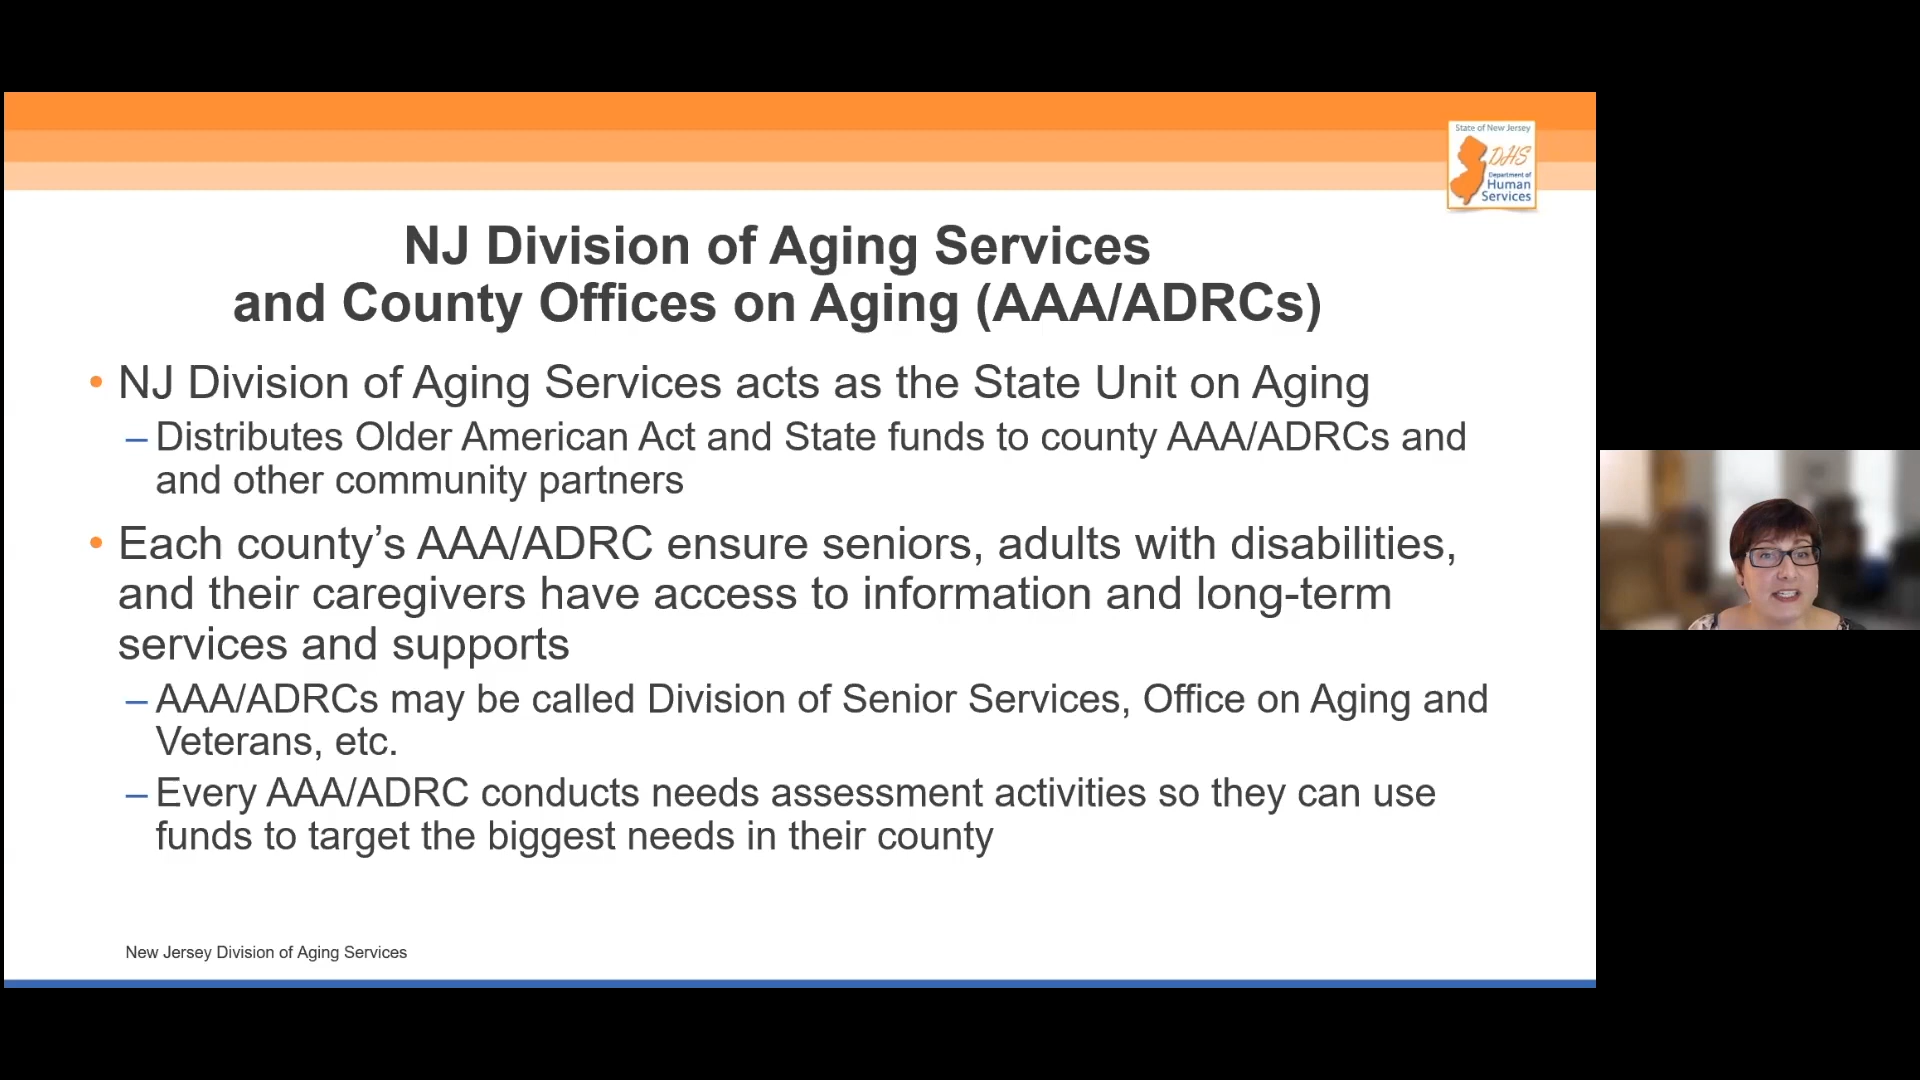 State of New Jersey
DHS
Department of
Human
Services
NJ Division of Aging Services
and County Offices on Aging (AAA/ADRCs)
• NJ Division of Aging Services acts as the State Unit on Aging
– Distributes Older American Act and State funds to county AAA/ADRCs and
and other community partners
• Each county’s AAA/ADRC ensure seniors, adults with disabilities,
and their caregivers have access to information and long-term
services and supports
– AAA/ADRCs may be called Division of Senior Services, Office on Aging and
Veterans, etc.
– Every AAA/ADRC conducts needs assessment activities so they can use
funds to target the biggest needs in their county
New Jersey Division of Aging Services